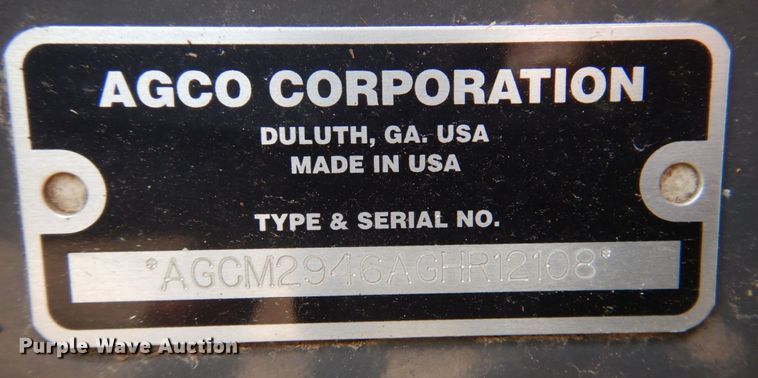 AGCO CORPORATION
DULUTH, GA. USA
MADE IN USA
TYPE & SERIAL NO.
*AGCM2946AGHR12108*
Purple Wave Auction